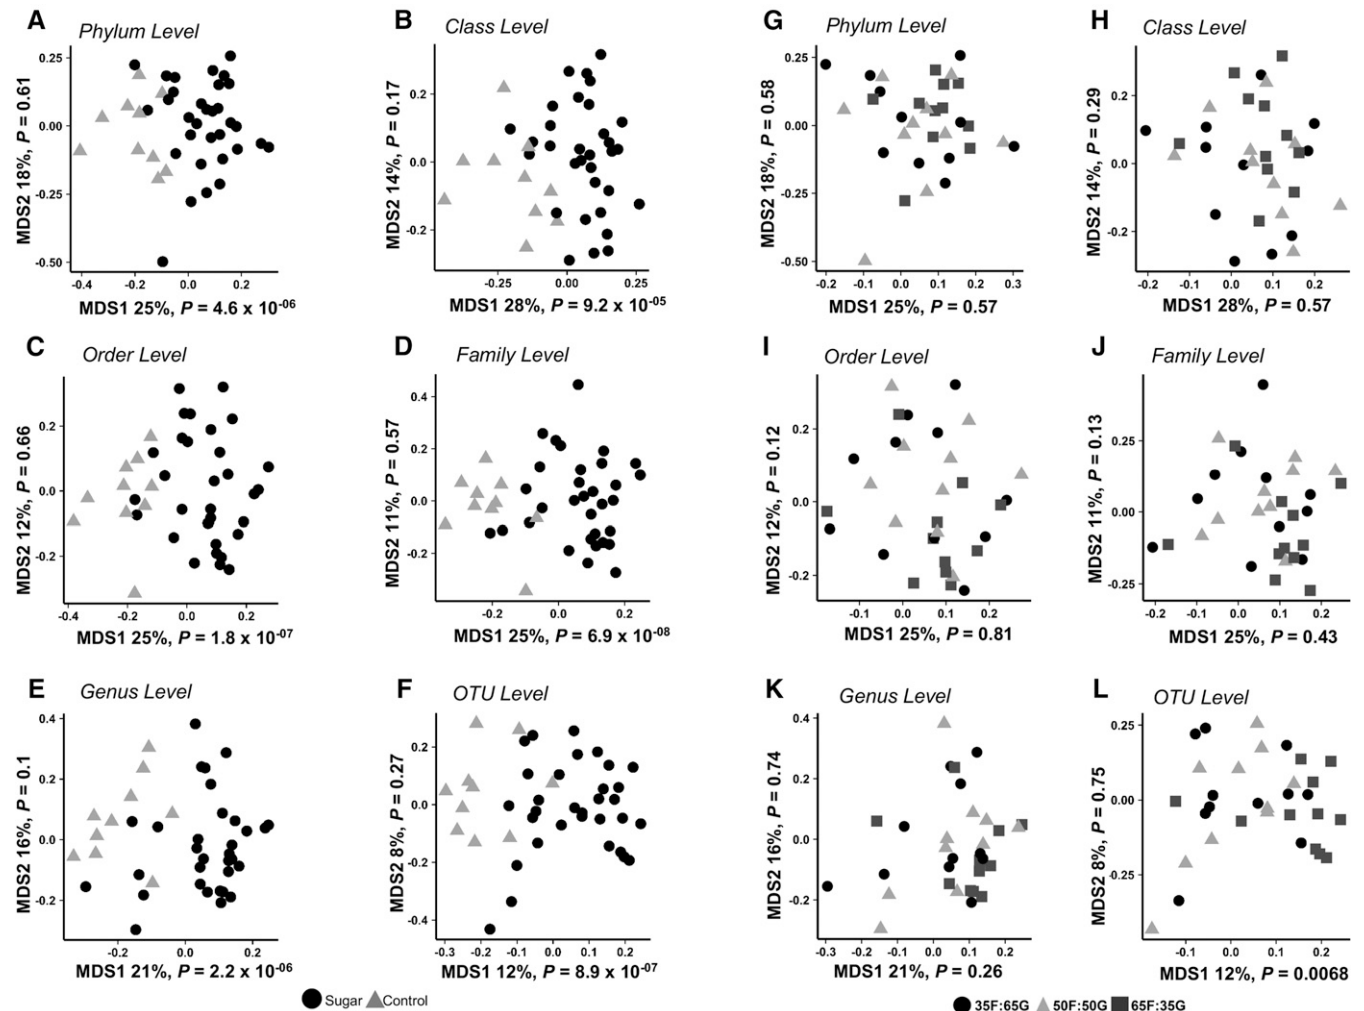 A Phylum Level
MDS2 18%, P = 0.61
0.25
0.00
-0.25
-0.50
-0.4 -0.2 0.0 0.2
MDS1 25%, P = 4.6 x 10-06
B Class Level
MDS2 14%, P = 0.17
0.2
0.0
-0.2
-0.25 0.00 0.25
MDS1 28%, P = 9.2 x 10-05
G Phylum Level
MDS2 18%, P = 0.58
0.25
0.00
-0.25
-0.50
-0.2 -0.1 0.0 0.1 0.2 0.3
MDS1 25%, P = 0.57
H Class Level
MDS2 14%, P = 0.29
0.2
0.0
-0.2
-0.2 -0.1 0.0 0.1 0.2
MDS1 28%, P = 0.57
C Order Level
MDS2 12%, P = 0.66
0.2
0.0
-0.2
-0.4 -0.2 0.0 0.2
MDS1 25%, P = 1.8 x 10-07
D Family Level
MDS2 11%, P = 0.57
0.4
0.2
0.0
-0.2
-0.2 0.0 0.2
MDS1 25%, P = 6.9 x 10-08
I Order Level
MDS2 12%, P = 0.12
0.2
0.0
-0.2
-0.1 0.0 0.1 0.2
MDS1 25%, P = 0.81
J Family Level
MDS2 11%, P = 0.13
0.25
0.00
-0.25
-0.2 -0.1 0.0 0.1 0.2
MDS1 25%, P = 0.43
E Genus Level
MDS2 16%, P = 0.1
0.4
0.2
0.0
-0.2
-0.2 0.0 0.2
MDS1 21%, P = 2.2 x 10-06
F OTU Level
MDS2 8%, P = 0.27
0.2
0.0
-0.2
-0.4
-0.3 -0.2 -0.1 0.0 0.1 0.2
MDS1 12%, P = 8.9 x 10-07
K Genus Level
MDS2 16%, P = 0.74
0.4
0.2
0.0
-0.2
-0.3 -0.2 -0.1 0.0 0.1 0.2
MDS1 21%, P = 0.26
L OTU Level
MDS2 8%, P = 0.75
0.25
0.00
-0.25
-0.1 0.0 0.1 0.2
MDS1 12%, P = 0.0068
Sugar Control
35F:65G 50F:50G 65F:35G